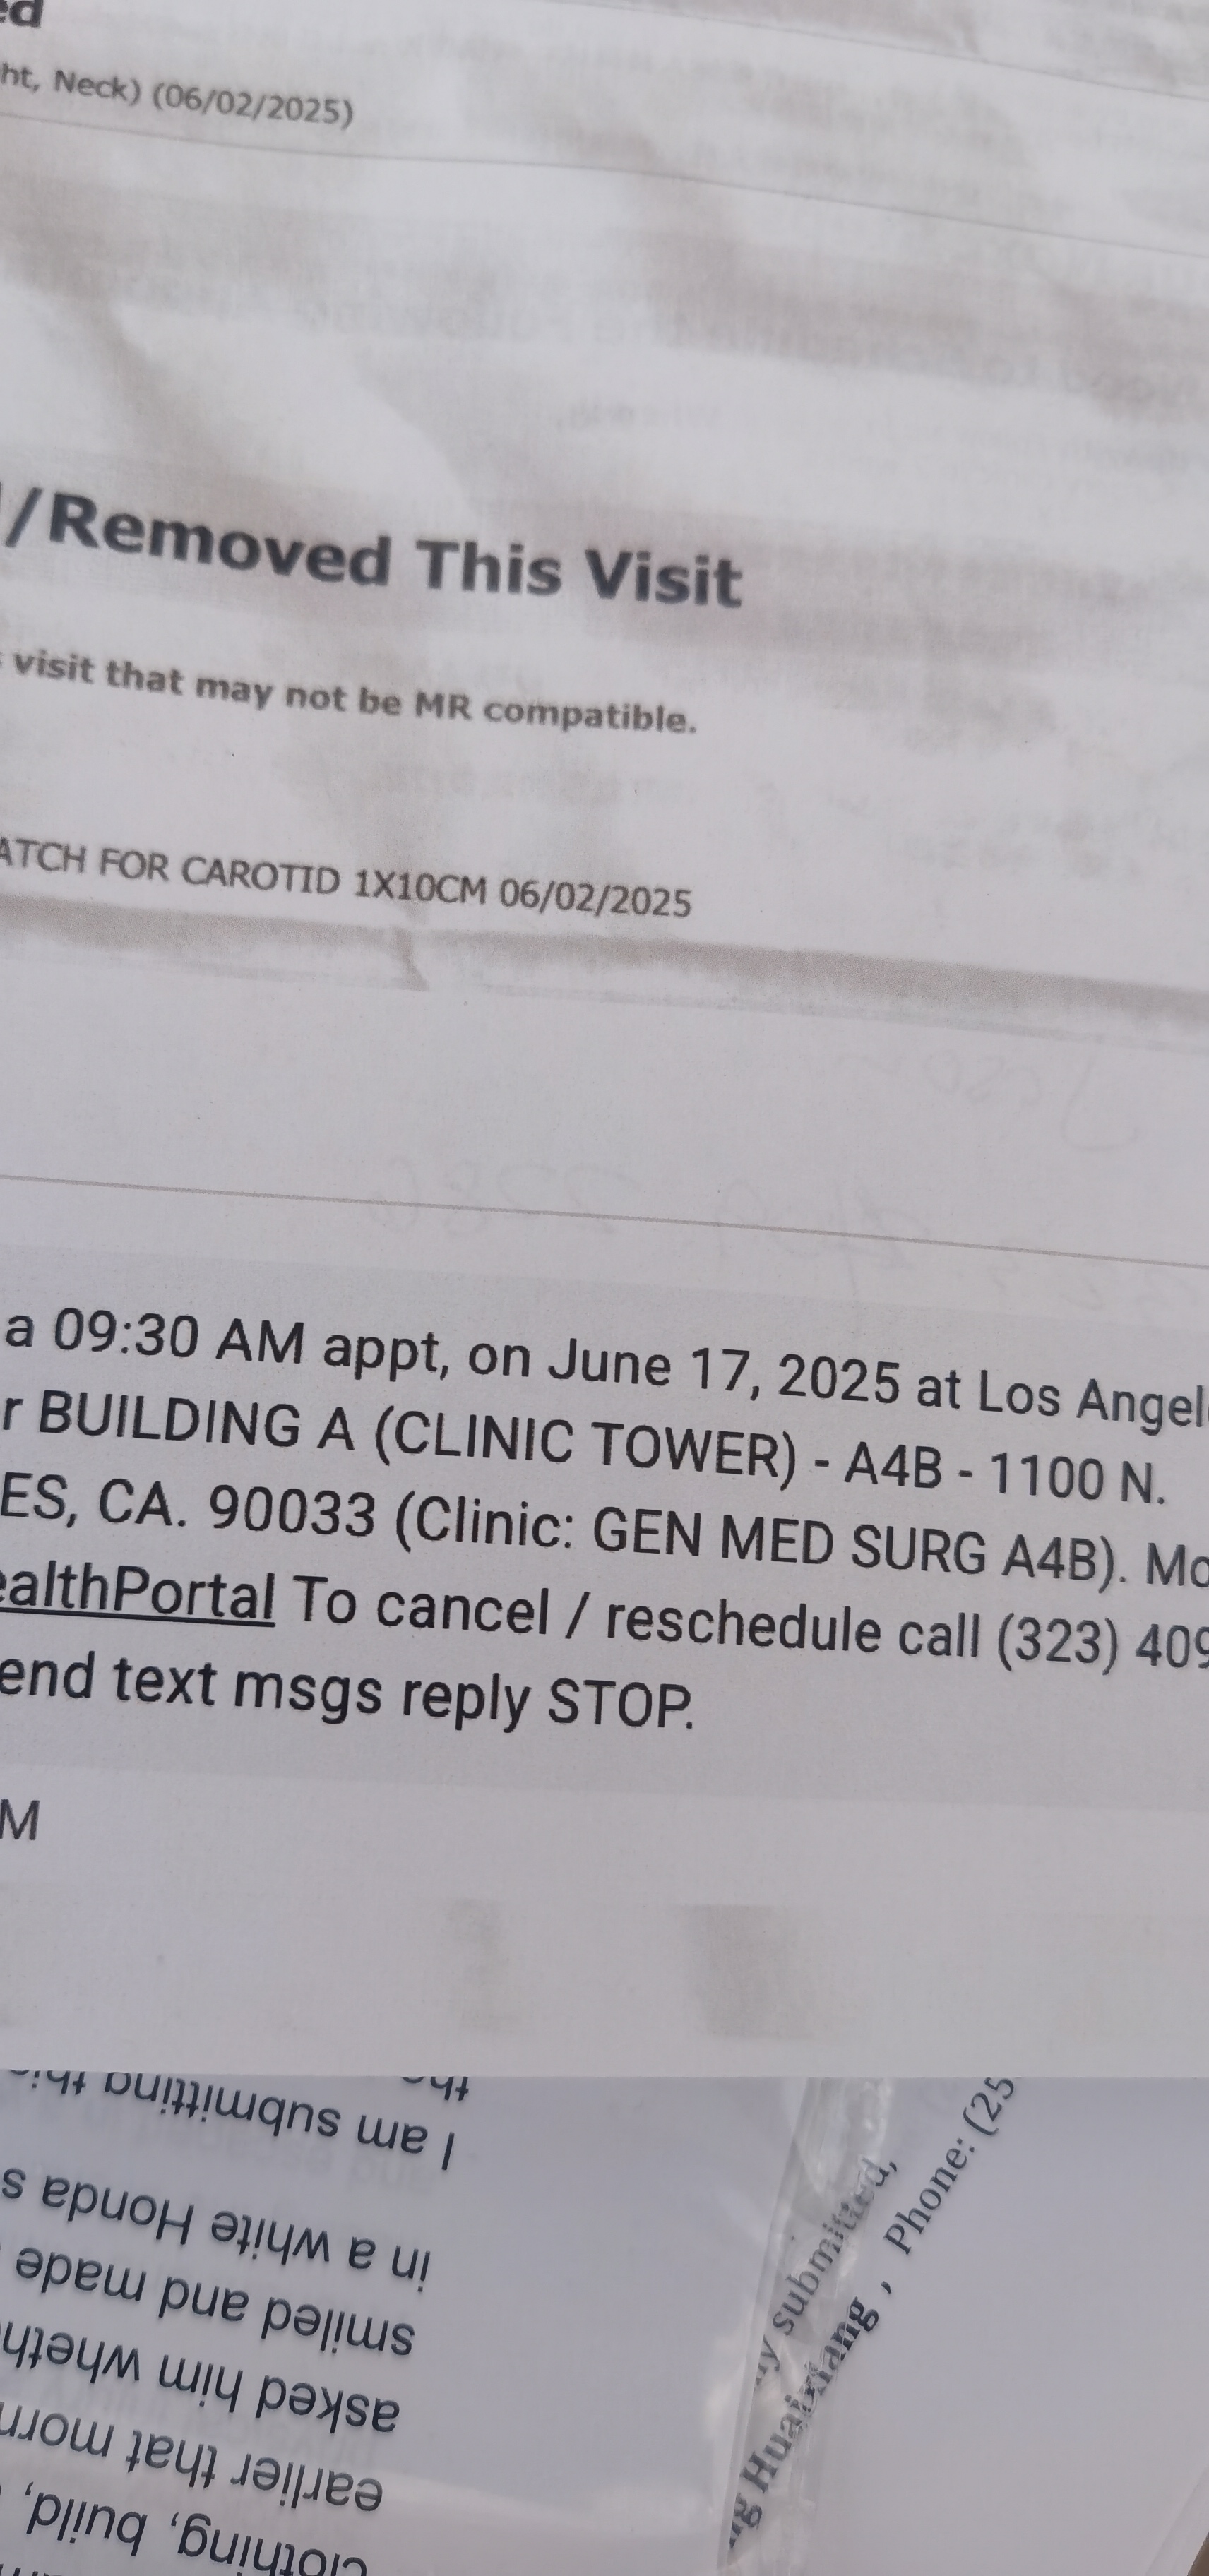 ed
ht, Neck) (06/02/2025)
/Removed This Visit
visit that may not be MR compatible.
ATCH FOR CAROTID 1X10CM 06/02/2025
a 09:30 AM appt, on June 17, 2025 at Los Angel
r BUILDING A (CLINIC TOWER) - A4B - 1100 N.
ES, CA. 90033 (Clinic: GEN MED SURG A4B). Mo
ealthPortal To cancel / reschedule call (323) 409
end text msgs reply STOP.
M
the
I am submitting this
in a white Honda s
smiled and made
asked him wheth
earlier that morn
clothing, build,
y submitted,
ng Huaixiang , Phone: (25